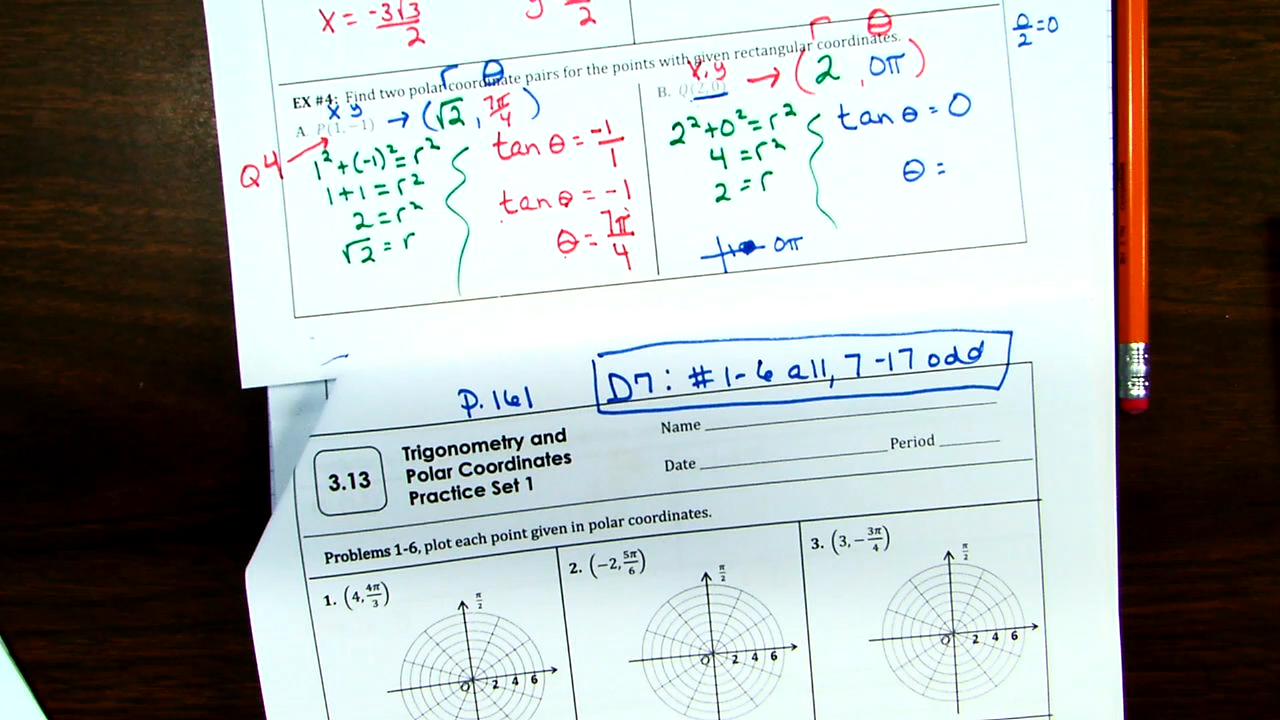 x = -3√3/2
y 2
r θ
0/2 = 0
r θ
EX #4: Find two polar coordinate pairs for the points with given rectangular coordinates.
x y
A. P(1, -1) → (√2, 7π/4)
Q4
1² + (-1)² = r²
1 + 1 = r²
2 = r²
√2 = r
tan θ = -1/1
tan θ = -1
θ = 7π/4
x, y
B. Q(2, 0) → (2, 0π)
2² + 0² = r²
4 = r²
2 = r
0π
tan θ = 0
θ =
P. 161
D7: # 1-6 all, 7-17 odd
3.13
Trigonometry and
Polar Coordinates
Practice Set 1
Name
Date
Period
Problems 1-6, plot each point given in polar coordinates.
1. (4, 4π/3)
2. (-2, 5π/6)
3. (3, -3π/4)
π/2
O 2 4 6
π/2
O 2 4 6
π/2
O 2 4 6